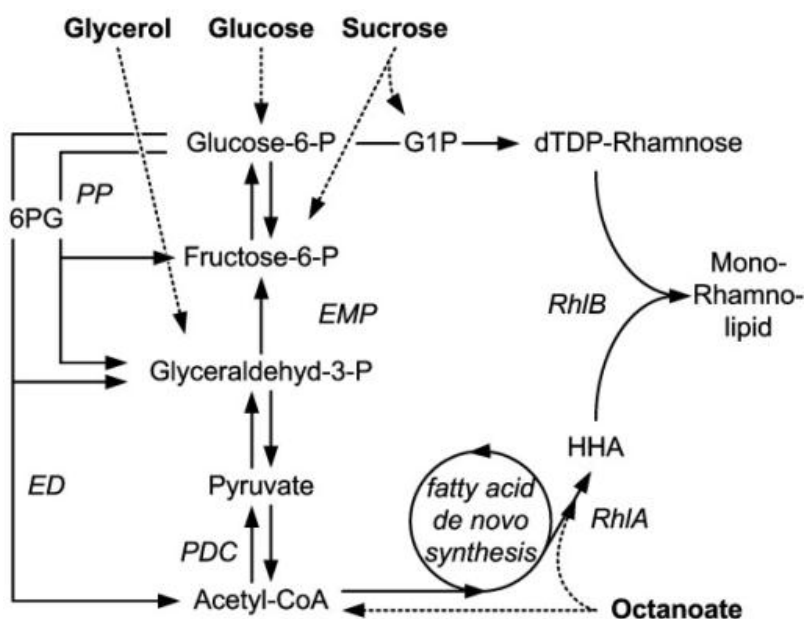 Glycerol Glucose Sucrose
Glucose-6-P G1P dTDP-Rhamnose
PP
6PG
Fructose-6-P
Mono-
Rhamno-
lipid
RhlB
EMP
Glyceraldehyd-3-P
HHA
ED
Pyruvate
fatty acid
de novo
synthesis
RhlA
PDC
Acetyl-CoA
Octanoate